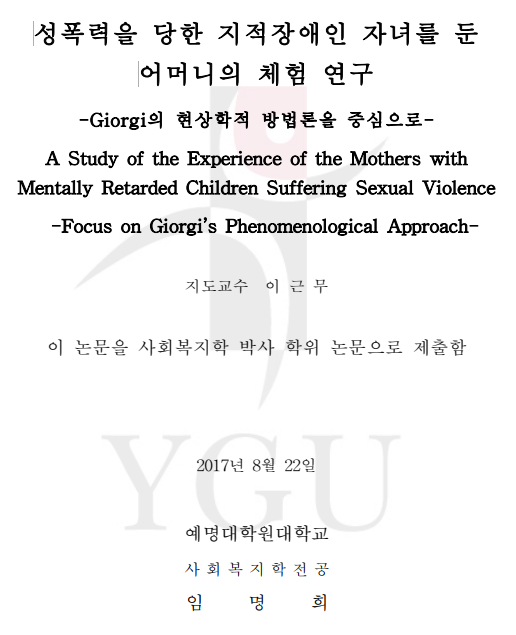 성폭력을 당한 지적장애인 자녀를 둔
어머니의 체험 연구
-Giorgi의 현상학적 방법론을 중심으로-
A Study of the Experience of the Mothers with
Mentally Retarded Children Suffering Sexual Violence
-Focus on Giorgi's Phenomenological Approach-
지도교수 이 근 무
이 논문을 사회복지학 박사 학위 논문으로 제출함
YGU
2017년 8월 22일
예명대학원대학교
사 회 복 지 학 전 공
임 명 희